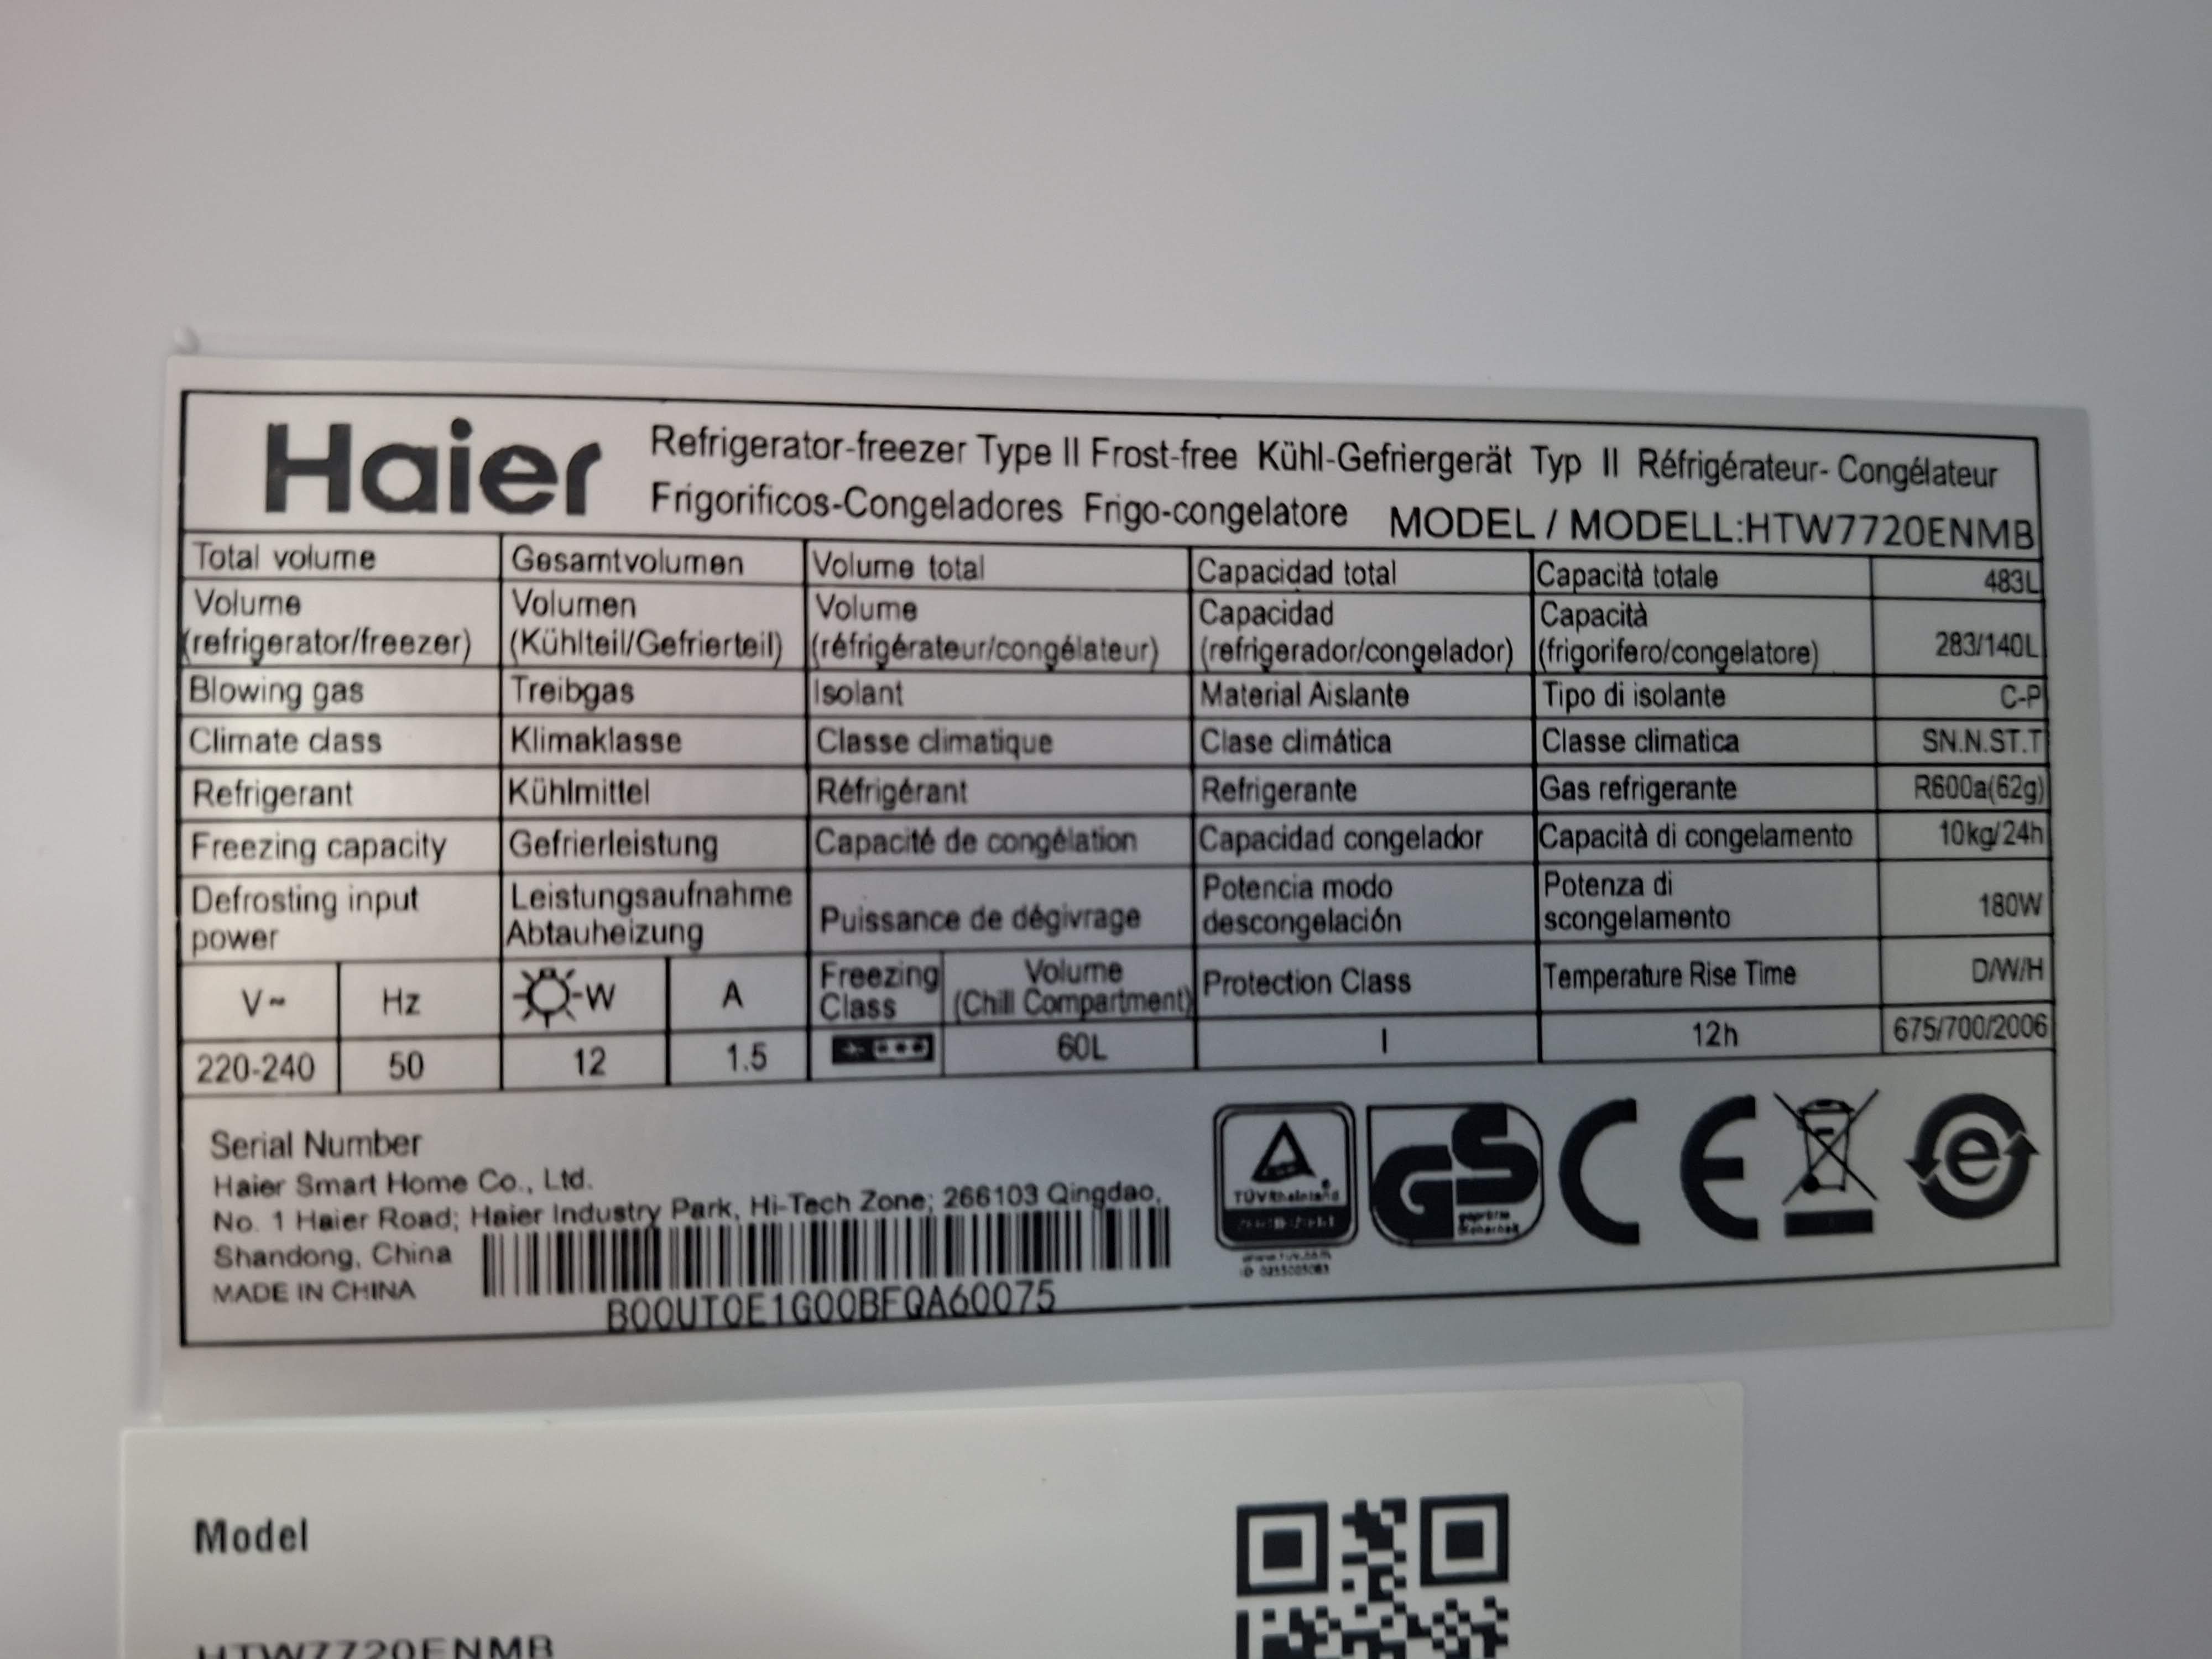 Haier
Refrigerator-freezer Type II Frost-free Kühl-Gefriergerät Typ II Réfrigérateur- Congélateur
Frigorificos-Congeladores Frigo-congelatore MODEL / MODELL:HTW7720ENMB
Total volume Gesamtvolumen Volume total Capacidad total Capacità totale 483L
Volume (refrigerator/freezer) Volumen (Kühlteil/Gefrierteil) Volume (réfrigérateur/congélateur) Capacidad (refrigerador/congelador) Capacità (frigorifero/congelatore) 283/140L
Blowing gas Treibgas Isolant Material Aislante Tipo di isolante C-P
Climate class Klimaklasse Classe climatique Clase climática Classe climatica SN.N.ST.T
Refrigerant Kühlmittel Réfrigérant Refrigerante Gas refrigerante R600a(62g)
Freezing capacity Gefrierleistung Capacité de congélation Capacidad congelador Capacità di congelamento 10kg/24h
Defrosting input power Leistungsaufnahme Abtauheizung Puissance de dégivrage Potencia modo descongelación Potenza di scongelamento 180W
V~ Hz -W A Freezing Class Volume (Chill Compartment) Protection Class Temperature Rise Time D/W/H
220-240 50 12 1.5 60L I 12h 675/700/2006
Serial Number
Haier Smart Home Co., Ltd.
No. 1 Haier Road; Haier Industry Park, Hi-Tech Zone; 266103 Qingdao,
Shandong, China
MADE IN CHINA
B00UT0E1G00BFQA60075
TÜVRheinland
GS
geprüfte
Sicherheit
CE
e
Model
HTW7720ENMB